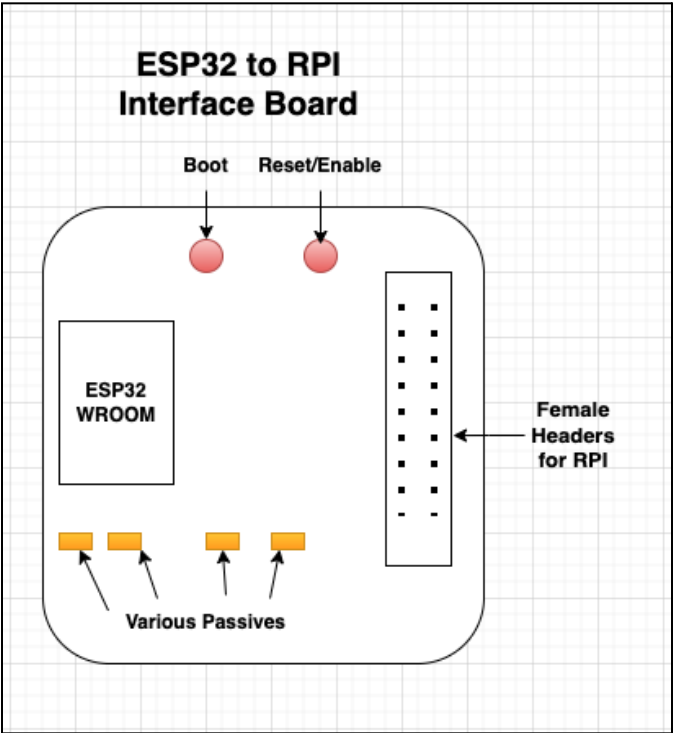 ESP32 to RPI
Interface Board
Boot
Reset/Enable
ESP32
WROOM
Female
Headers
for RPI
Various Passives